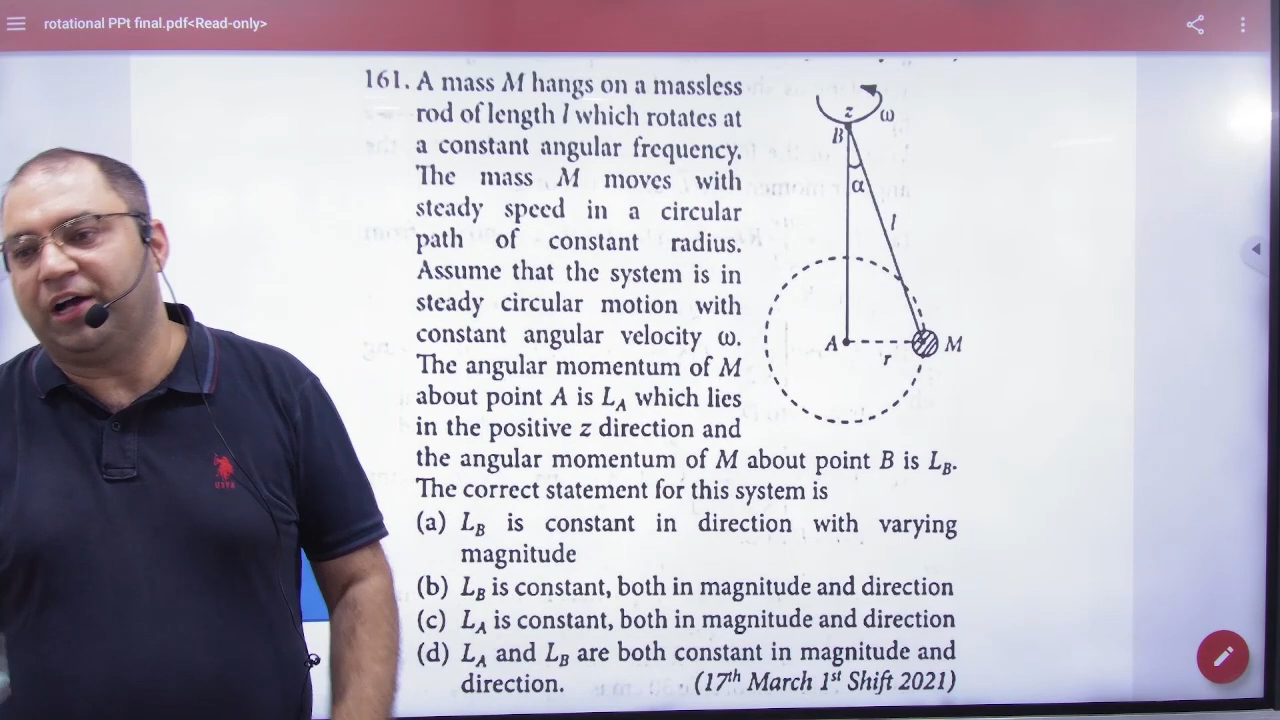 rotational PPt final.pdf<Read-only>
161. A mass M hangs on a massless
rod of length l which rotates at
a constant angular frequency.
The mass M moves with
steady speed in a circular
path of constant radius.
Assume that the system is in
steady circular motion with
constant angular velocity ω.
The angular momentum of M
about point A is L_A which lies
in the positive z direction and
the angular momentum of M about point B is L_B.
The correct statement for this system is
(a) L_B is constant in direction with varying
magnitude
(b) L_B is constant, both in magnitude and direction
(c) L_A is constant, both in magnitude and direction
(d) L_A and L_B are both constant in magnitude and
direction. (17th March 1st Shift 2021)
z
ω
B
α
l
A
r
M